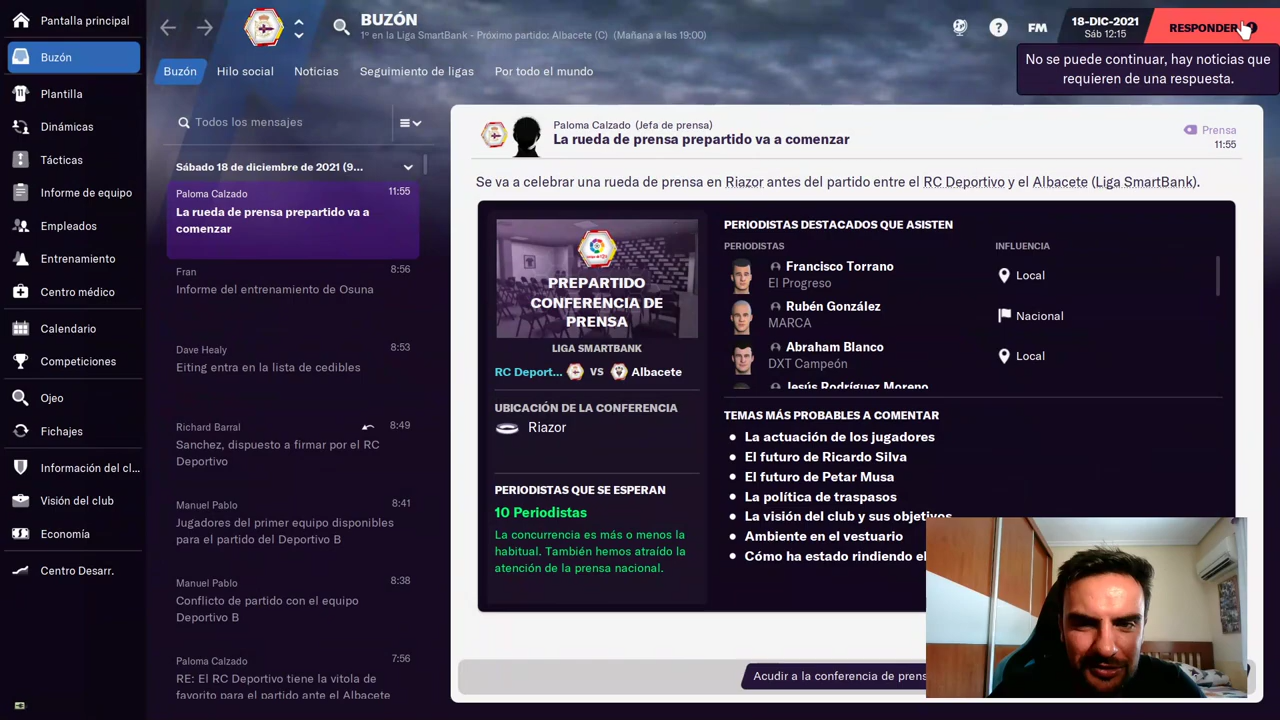 Pantalla principal
Buzón
Plantilla
Dinámicas
Tácticas
Informe de equipo
Empleados
Entrenamiento
Centro médico
Calendario
Competiciones
Ojeo
Fichajes
Información del cl...
Visión del club
Economía
Centro Desarr.
BUZÓN
1º en la Liga SmartBank - Próximo partido: Albacete (C) (Mañana a las 19:00)
?
FM
18-DIC-2021
Sáb 12:15
RESPONDER
No se puede continuar, hay noticias que
requieren de una respuesta.
Buzón
Hilo social
Noticias
Seguimiento de ligas
Por todo el mundo
Todos los mensajes
Sábado 18 de diciembre de 2021 (9...
Paloma Calzado 11:55
La rueda de prensa prepartido va a
comenzar
Fran 8:56
Informe del entrenamiento de Osuna
Dave Healy 8:53
Eiting entra en la lista de cedibles
Richard Barral 8:49
Sanchez, dispuesto a firmar por el RC
Deportivo
Manuel Pablo 8:41
Jugadores del primer equipo disponibles
para el partido del Deportivo B
Manuel Pablo 8:38
Conflicto de partido con el equipo
Deportivo B
Paloma Calzado 7:56
RE: El RC Deportivo tiene la vitola de
favorito para el partido ante el Albacete
Paloma Calzado (Jefa de prensa)
La rueda de prensa prepartido va a comenzar
Prensa
11:55
Se va a celebrar una rueda de prensa en Riazor antes del partido entre el RC Deportivo y el Albacete (Liga SmartBank).
PREPARTIDO
CONFERENCIA DE
PRENSA
LIGA SMARTBANK
RC Deport... VS Albacete
UBICACIÓN DE LA CONFERENCIA
Riazor
PERIODISTAS QUE SE ESPERAN
10 Periodistas
La concurrencia es más o menos la
habitual. También hemos atraído la
atención de la prensa nacional.
PERIODISTAS DESTACADOS QUE ASISTEN
PERIODISTAS INFLUENCIA
Francisco Torrano
El Progreso
Local
Rubén González
MARCA
Nacional
Abraham Blanco
DXT Campeón
Local
Jesús Rodríguez Moreno
TEMAS MÁS PROBABLES A COMENTAR
La actuación de los jugadores
El futuro de Ricardo Silva
El futuro de Petar Musa
La política de traspasos
La visión del club y sus objetivos
Ambiente en el vestuario
Cómo ha estado rindiendo el
Acudir a la conferencia de prens